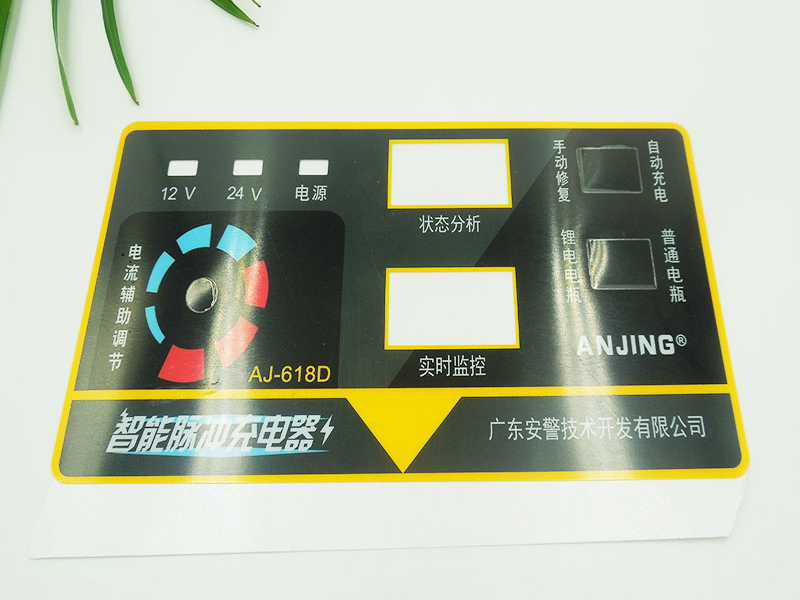 12 V
24 V
电源
状态分析
手动修复
自动充电
电流辅助调节
锂电电瓶
普通电瓶
ANJING®
实时监控
AJ-618D
智能脉冲充电器
广东安警技术开发有限公司